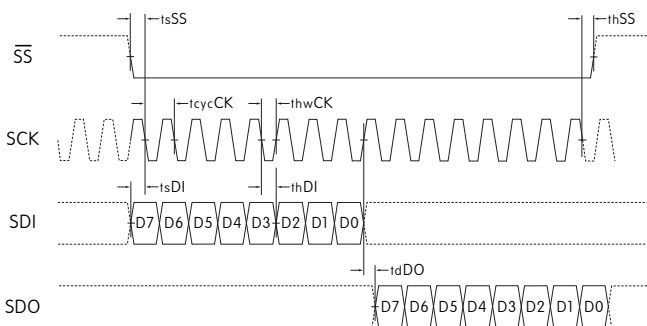 tsSS thSS
SS
tcycCK thwCK
SCK
tsDI thDI
SDI D7 D6 D5 D4 D3 D2 D1 D0
tdDO
SDO D7 D6 D5 D4 D3 D2 D1 D0